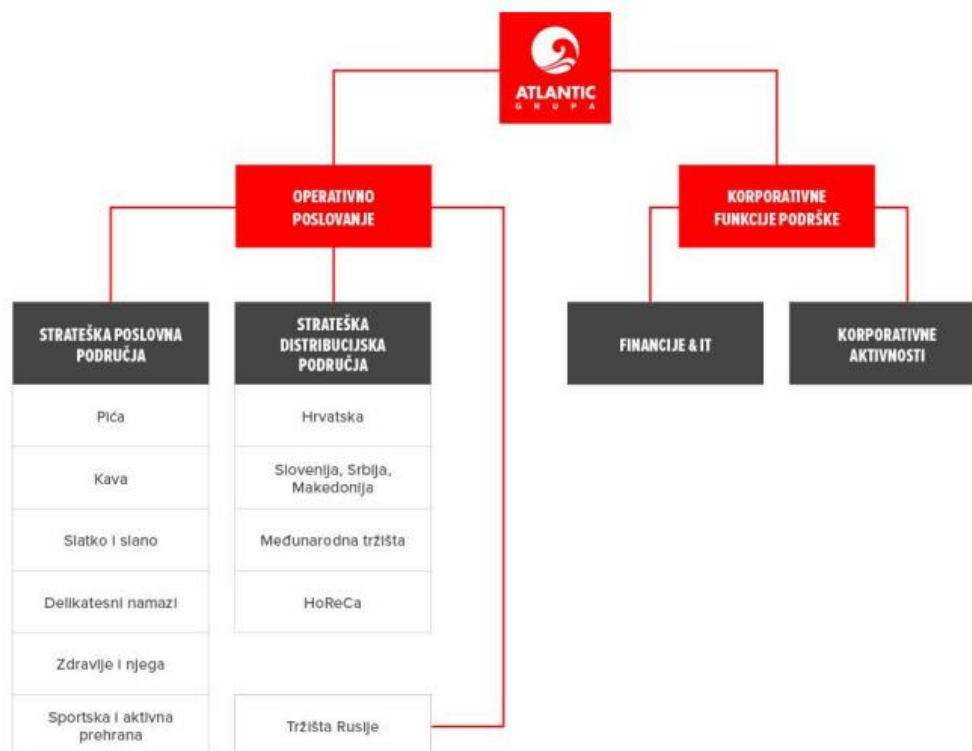 ATLANTIC
GRUPA
OPERATIVNO
POSLOVANJE
KORPORATIVNE
FUNKCIJE PODRŠKE
STRATEŠKA POSLOVNA
PODRUČJA
STRATEŠKA
DISTRIBUCIJSKA
PODRUČJA
FINANCIJE & IT
KORPORATIVNE
AKTIVNOSTI
Pića
Kava
Slatko i slano
Delikatesni namazi
Zdravlje i njega
Sportska i aktivna
prehrana
Hrvatska
Slovenija, Srbija,
Makedonija
Međunarodna tržišta
HoReCa
Tržišta Rusije